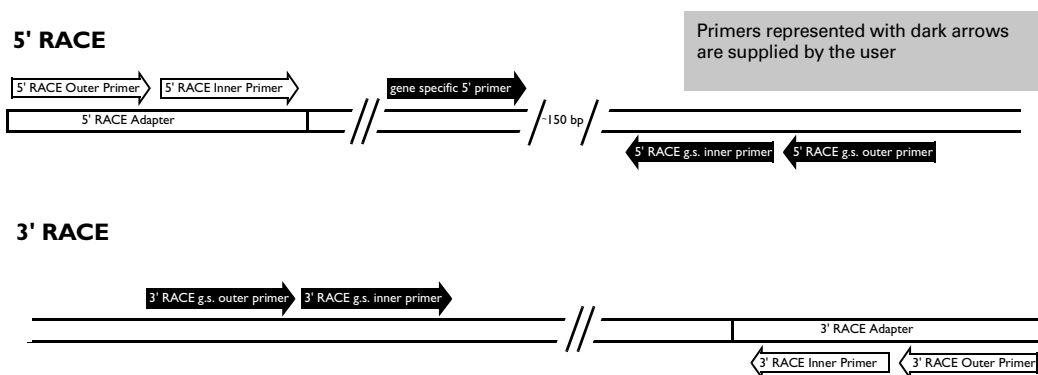 5' RACE
Primers represented with dark arrows
are supplied by the user
5' RACE Outer Primer
5' RACE Inner Primer
gene specific 5' primer
5' RACE Adapter
~150 bp
5' RACE g.s. inner primer
5' RACE g.s. outer primer
3' RACE
3' RACE g.s. outer primer
3' RACE g.s. inner primer
3' RACE Adapter
3' RACE Inner Primer
3' RACE Outer Primer